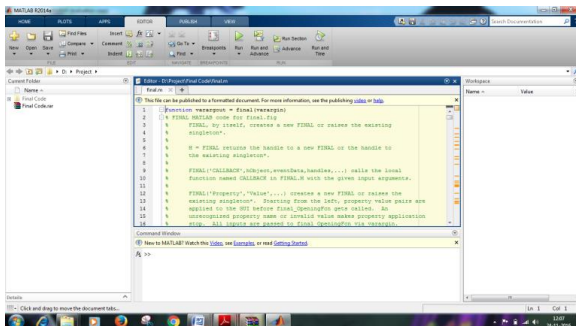 MATLAB R2014a
HOME PLOTS APPS EDITOR PUBLISH VIEW
Search Documentation
New Open Save Find Files Compare Print
Insert Comment Indent
Go To Find
Breakpoints Run Run and Advance Run Section Advance Run and Time
FILE EDIT NAVIGATE BREAKPOINTS RUN
D: Project
Current Folder
Name
Final Code
Final Code.rar
Details
Editor - D:\Project\Final Code\final.m
final.m
This file can be published to a formatted document. For more information, see the publishing video or help.
1 function varargout = final(varargin)
2 % FINAL MATLAB code for final.fig
3 % FINAL, by itself, creates a new FINAL or raises the existing
4 % singleton*.
5 %
6 % H = FINAL returns the handle to a new FINAL or the handle to
7 % the existing singleton*.
8 %
9 % FINAL('CALLBACK',hObject,eventData,handles,...) calls the local
10 % function named CALLBACK in FINAL.M with the given input arguments.
11 %
12 % FINAL('Property','Value',...) creates a new FINAL or raises the
13 % existing singleton*. Starting from the left, property value pairs are
14 % applied to the GUI before final_OpeningFcn gets called. An
15 % unrecognized property name or invalid value makes property application
16 % stop. All inputs are passed to final_OpeningFcn via varargin.
Command Window
New to MATLAB? Watch this Video, see Examples, or read Getting Started.
fx >>
Workspace
Name Value
Click and drag to move the document tabs...
Ln 1 Col 1
12:07